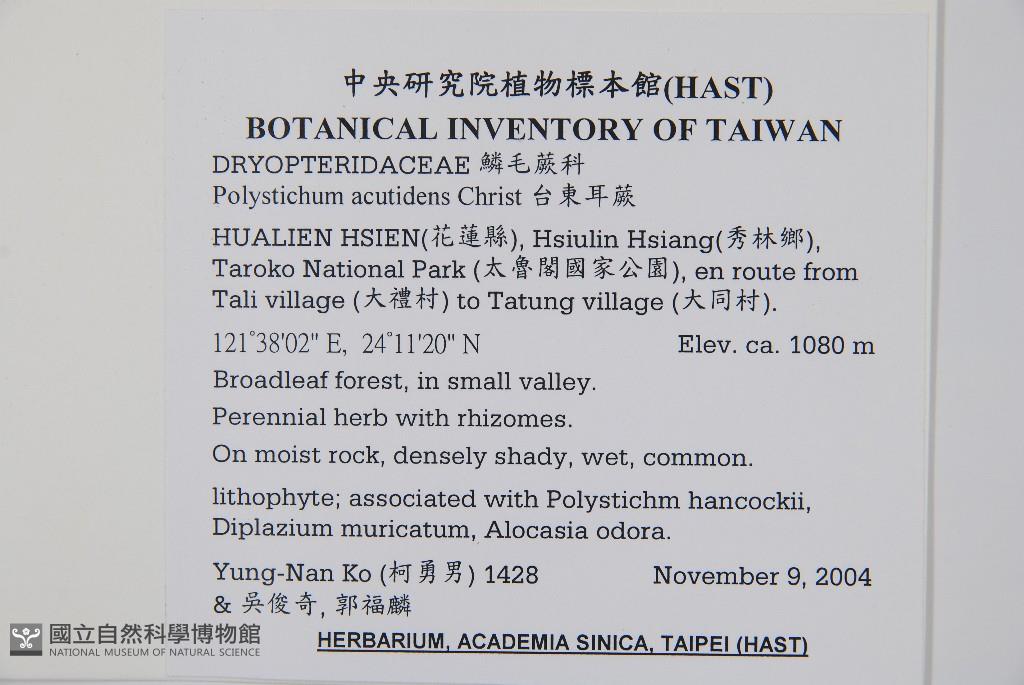 中央研究院植物標本館(HAST)
BOTANICAL INVENTORY OF TAIWAN
DRYOPTERIDACEAE 鱗毛蕨科
Polystichum acutidens Christ 台東耳蕨
HUALIEN HSIEN(花蓮縣), Hsiulin Hsiang(秀林鄉),
Taroko National Park (太魯閣國家公園), en route from
Tali village (大禮村) to Tatung village (大同村).
121°38'02" E, 24°11'20" N Elev. ca. 1080 m
Broadleaf forest, in small valley.
Perennial herb with rhizomes.
On moist rock, densely shady, wet, common.
lithophyte; associated with Polystichm hancockii,
Diplazium muricatum, Alocasia odora.
Yung-Nan Ko (柯勇男) 1428 November 9, 2004
& 吳俊奇, 郭福麟
HERBARIUM, ACADEMIA SINICA, TAIPEI (HAST)
國立自然科學博物館
NATIONAL MUSEUM OF NATURAL SCIENCE